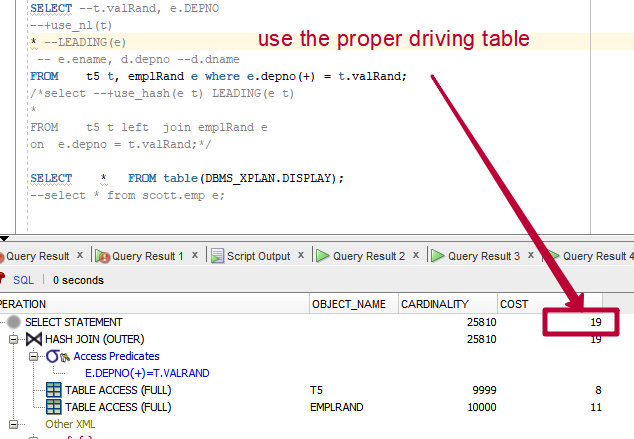 SELECT --t.valRand, e.DEPNO
--+use_nl(t)
* --LEADING(e)
use the proper driving table
-- e.ename, d.depno --d.dname
FROM t5 t, emplRand e where e.depno(+) = t.valRand;
/*select --+use_hash(e t) LEADING(e t)
*
FROM t5 t left join emplRand e
on e.depno = t.valRand;*/
SELECT * FROM table(DBMS_XPLAN.DISPLAY);
--select * from scott.emp e;
Query Result x Query Result 1 x Script Output x Query Result 2 x Query Result 3 x Query Result 4
SQL | 0 seconds
PERATION OBJECT_NAME CARDINALITY COST
SELECT STATEMENT 25810 19
HASH JOIN (OUTER) 25810 19
Access Predicates
E.DEPNO(+)=T.VALRAND
TABLE ACCESS (FULL) T5 9999 8
TABLE ACCESS (FULL) EMPLRAND 10000 11
Other XML